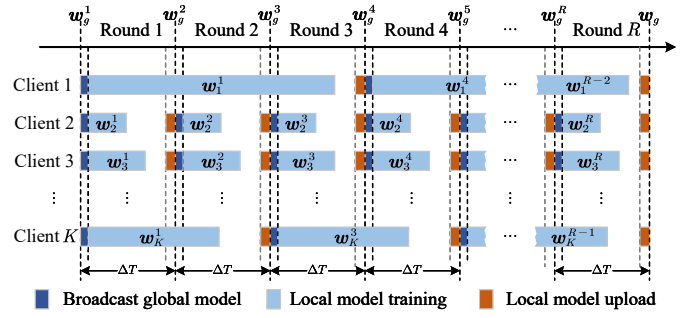 w_g^1 w_g^2 w_g^3 w_g^4 w_g^5 ... w_g^R w_g
Round 1 Round 2 Round 3 Round 4 ... Round R
Client 1 w_1^1 w_1^4 ... w_1^{R-2}
Client 2 w_2^1 w_2^2 w_2^3 w_2^4 ... w_2^R
Client 3 w_3^1 w_3^2 w_3^3 w_3^4 ... w_3^R
⋮ ⋮ ⋮ ⋮ ⋮ ⋮
Client K w_K^1 w_K^3 ... w_K^{R-1}
ΔT ΔT ΔT ΔT ΔT
Broadcast global model Local model training Local model upload